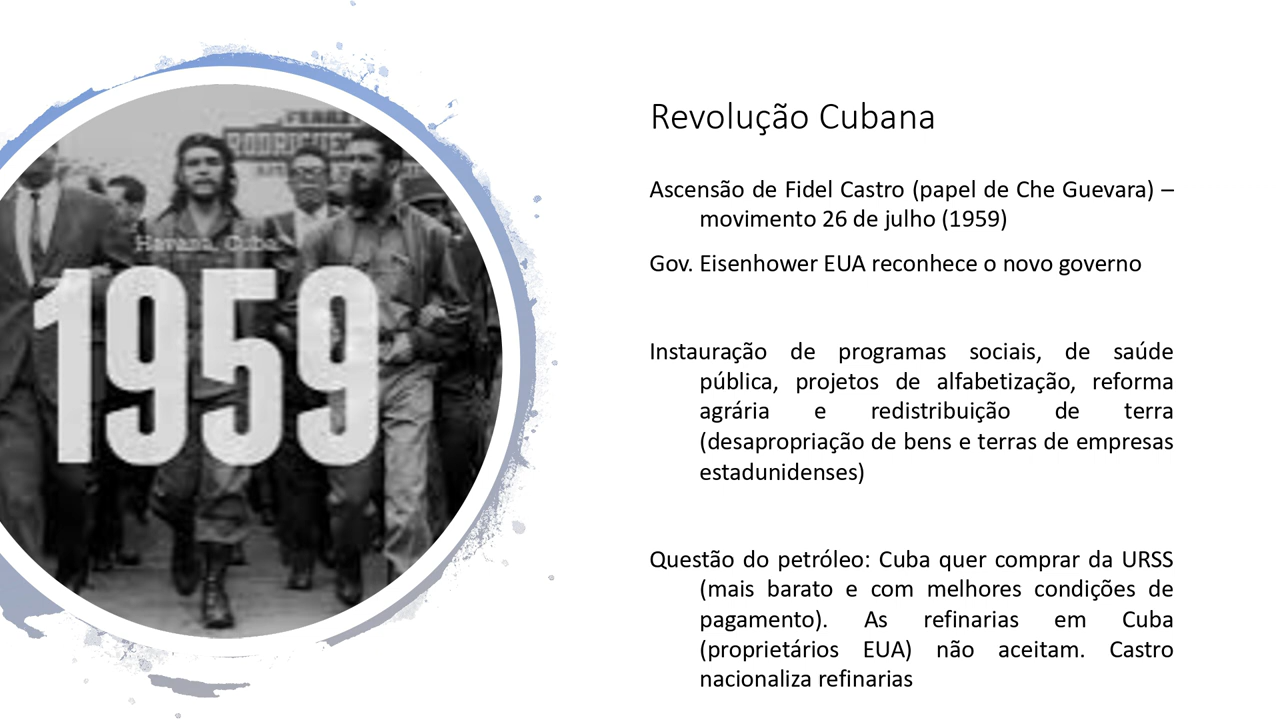 RODRIGUEZ
Havana, Cuba
1959
Revolução Cubana
Ascensão de Fidel Castro (papel de Che Guevara) –
movimento 26 de julho (1959)
Gov. Eisenhower EUA reconhece o novo governo
Instauração de programas sociais, de saúde
pública, projetos de alfabetização, reforma
agrária e redistribuição de terra
(desapropriação de bens e terras de empresas
estadunidenses)
Questão do petróleo: Cuba quer comprar da URSS
(mais barato e com melhores condições de
pagamento). As refinarias em Cuba
(proprietários EUA) não aceitam. Castro
nacionaliza refinarias